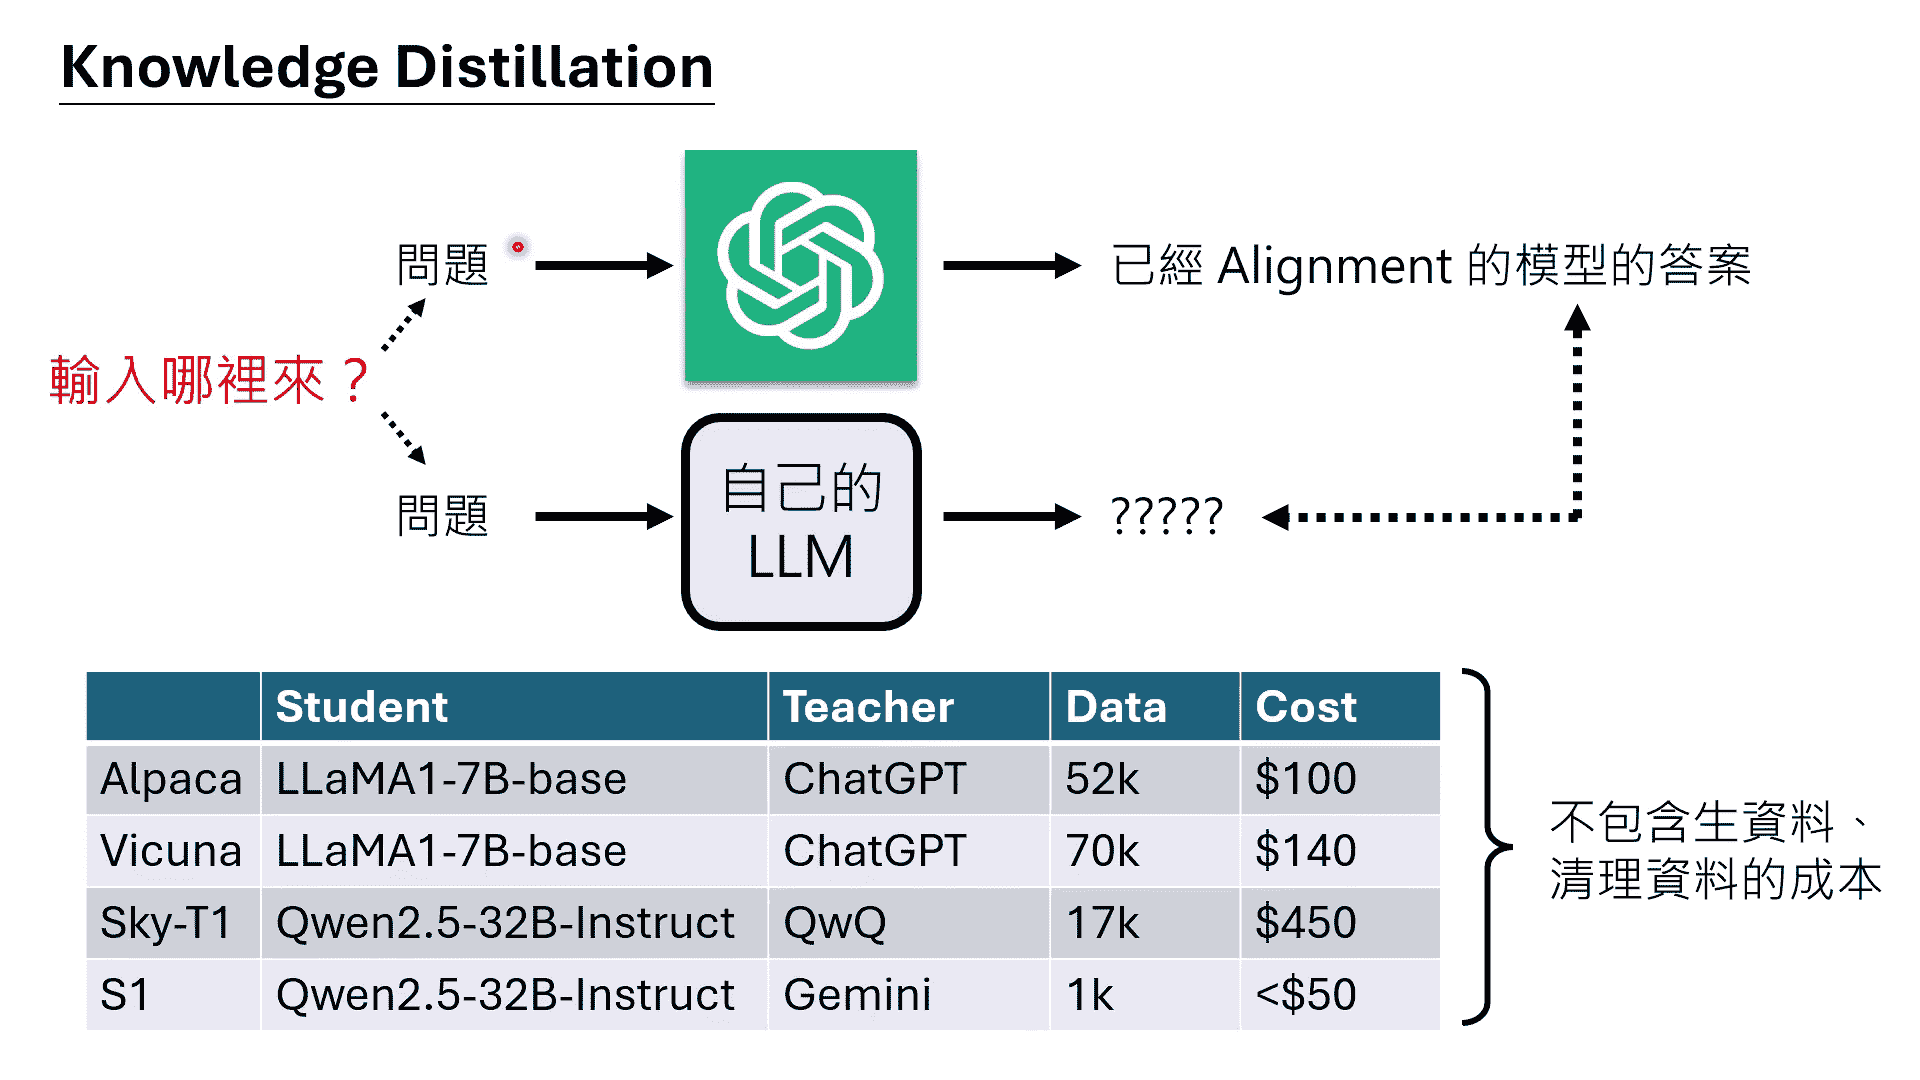 Knowledge Distillation
問題
已經 Alignment 的模型的答案
輸入哪裡來？
問題
自己的
LLM
?????
Student Teacher Data Cost
Alpaca LLaMA1-7B-base ChatGPT 52k $100
Vicuna LLaMA1-7B-base ChatGPT 70k $140
Sky-T1 Qwen2.5-32B-Instruct QwQ 17k $450
S1 Qwen2.5-32B-Instruct Gemini 1k <$50
不包含生資料、
清理資料的成本